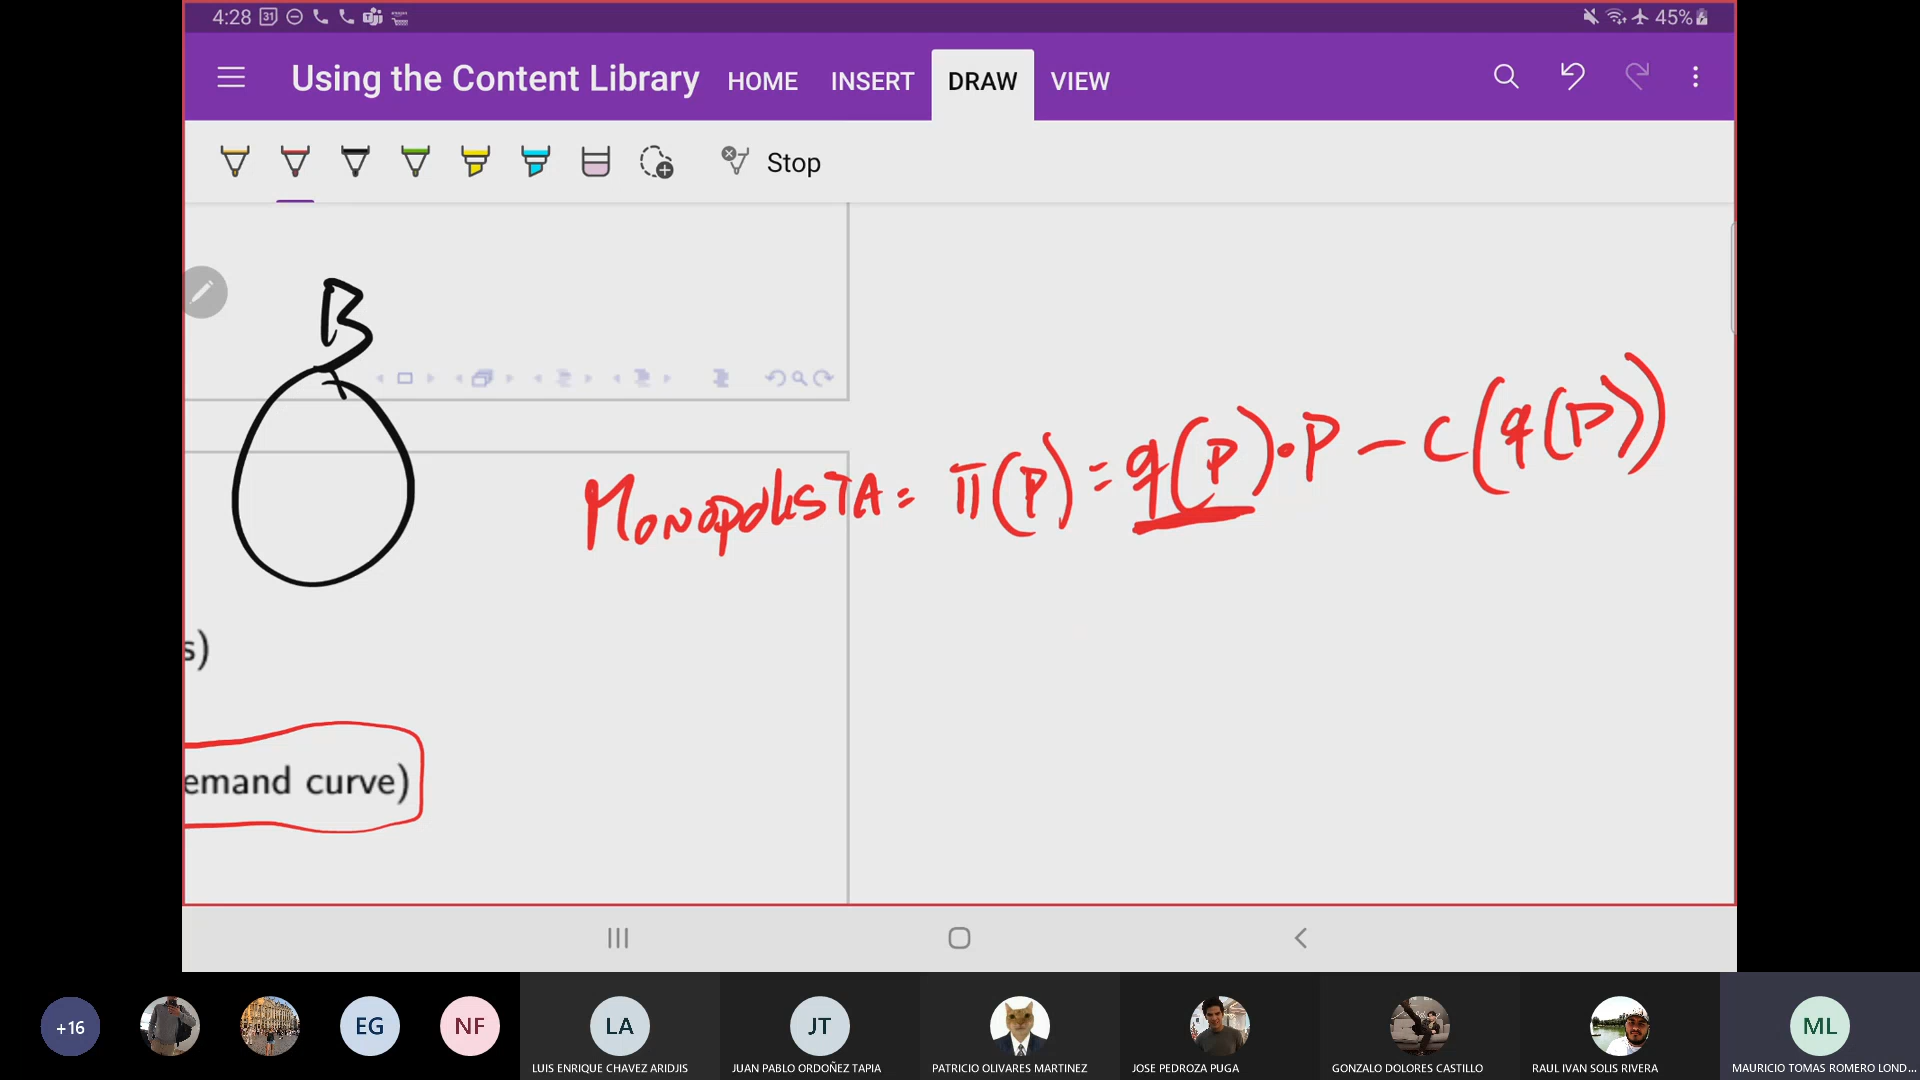 4:28 31 45%
Using the Content Library HOME INSERT DRAW VIEW
Stop
B
MonopolisTA = π(P) = q(P)·P − C(q(P))
s)
emand curve)
+16 EG NF LA JT ML
LUIS ENRIQUE CHAVEZ ARIDJIS JUAN PABLO ORDOÑEZ TAPIA PATRICIO OLIVARES MARTINEZ JOSE PEDROZA PUGA GONZALO DOLORES CASTILLO RAUL IVAN SOLIS RIVERA MAURICIO TOMAS ROMERO LOND...